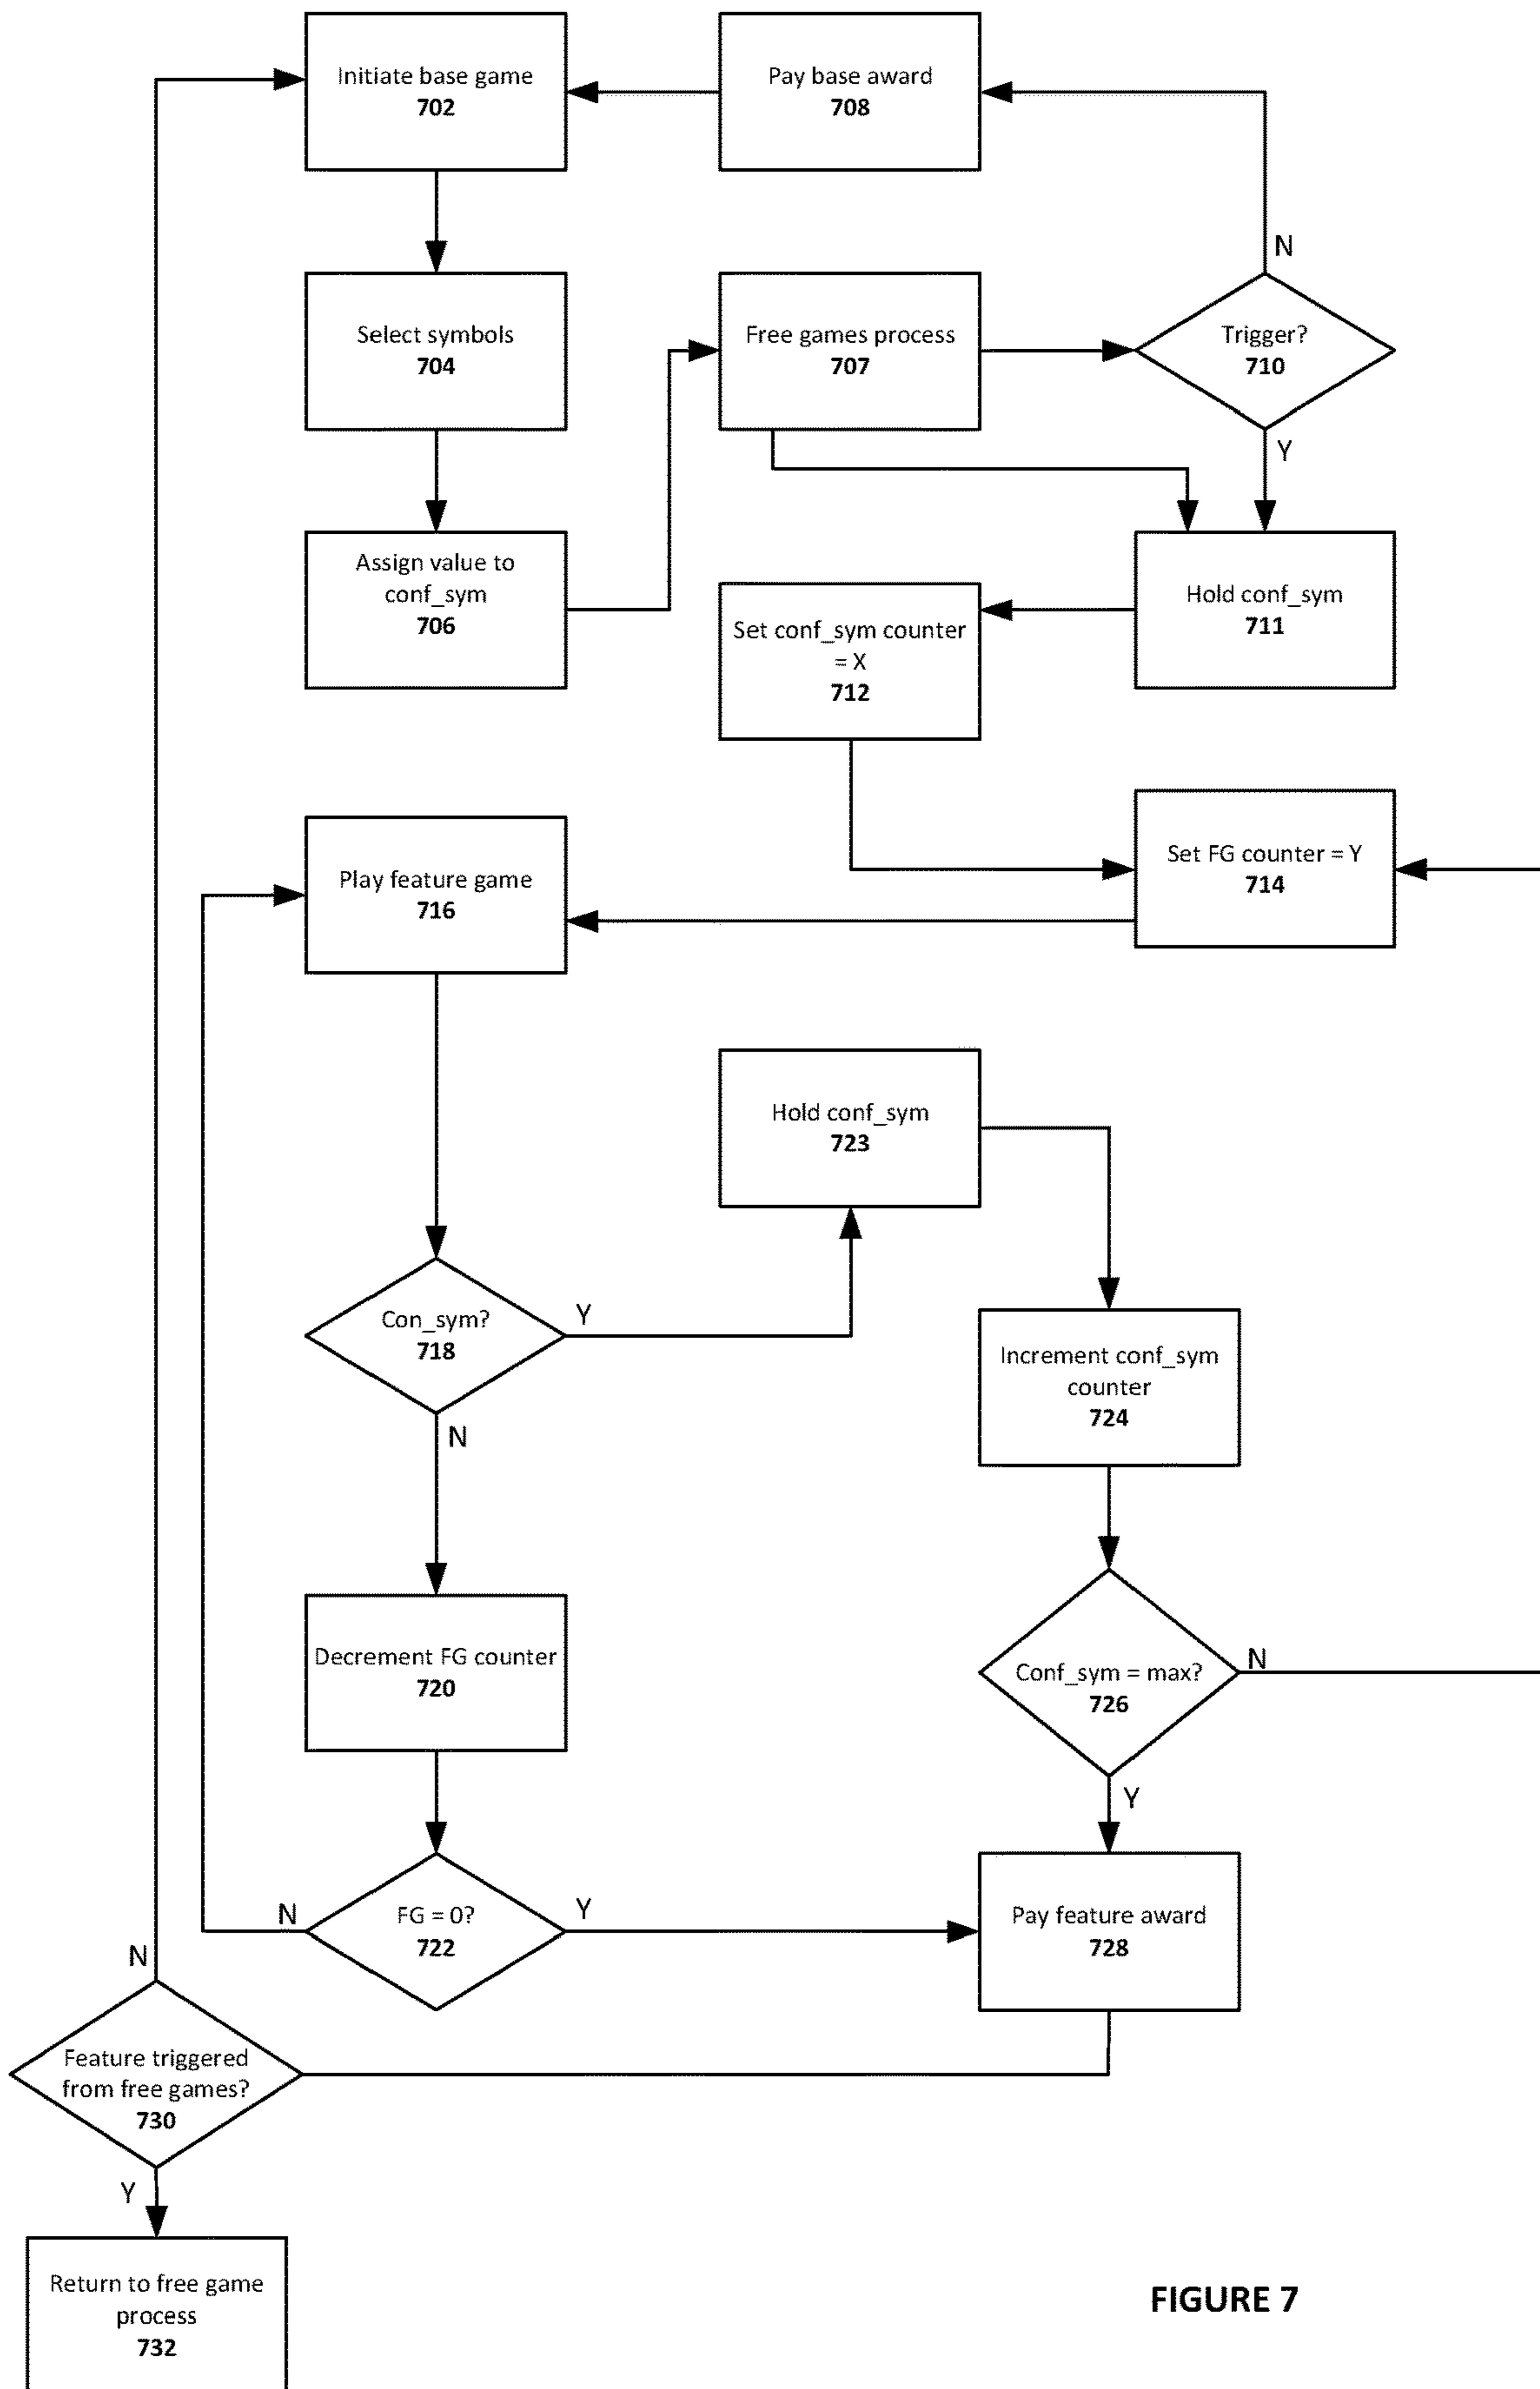 Initiate base game
702
Pay base award
708
N
Select symbols
704
Free games process
707
Trigger?
710
Y
Assign value to
conf_sym
706
Set conf_sym counter
= X
712
Hold conf_sym
711
Play feature game
716
Set FG counter = Y
714
Hold conf_sym
723
Con_sym?
718
Y
N
Increment conf_sym
counter
724
Decrement FG counter
720
Conf_sym = max?
726
N
Y
N
FG = 0?
722
Y
Pay feature award
728
N
Feature triggered
from free games?
730
Y
Return to free game
process
732
FIGURE 7